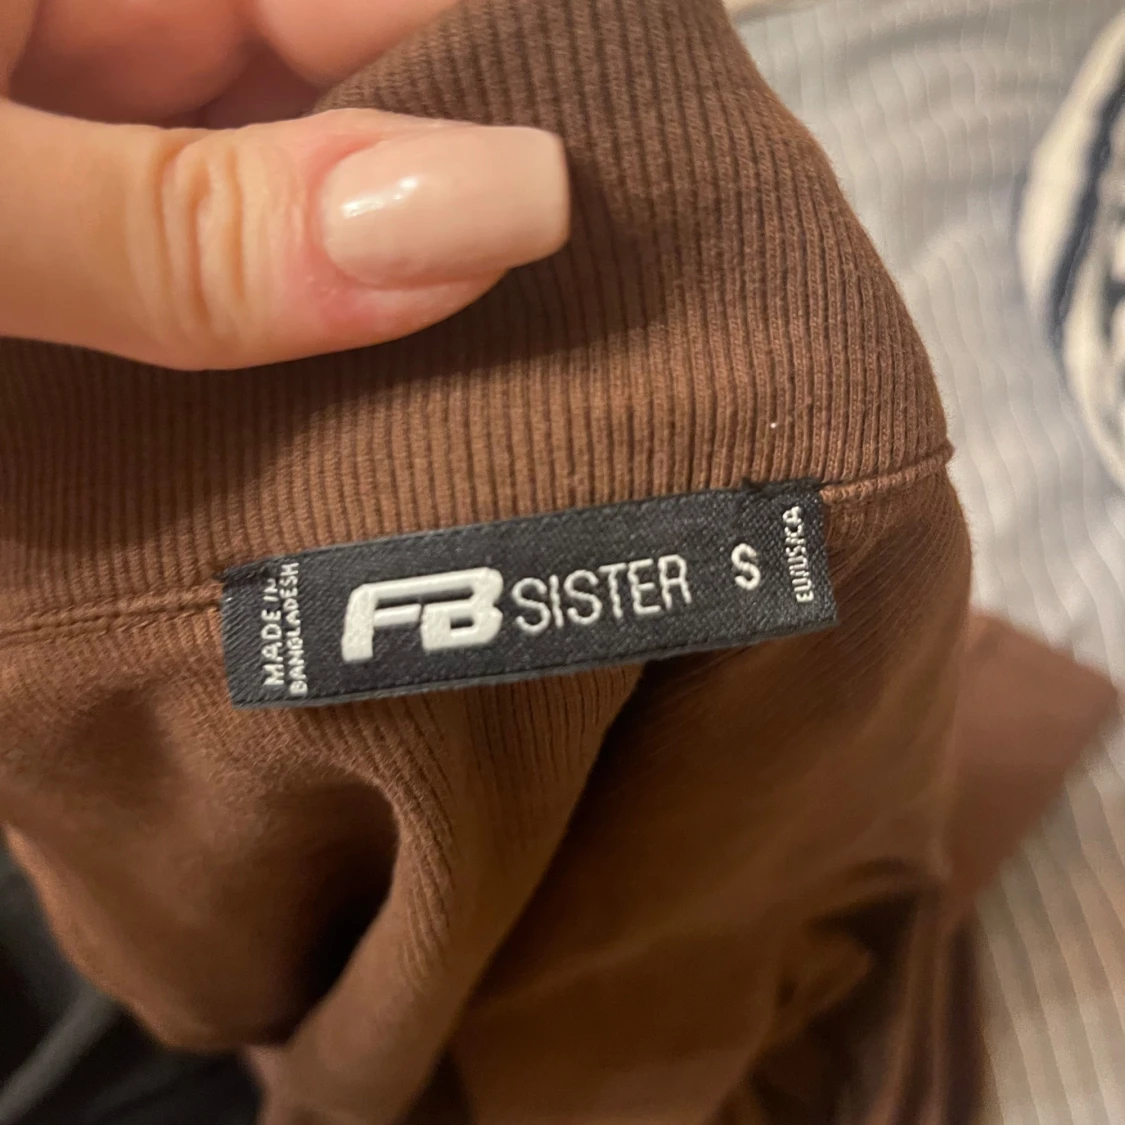 MADE IN
BANGLADESH
FB SISTER S
EU/US/CA